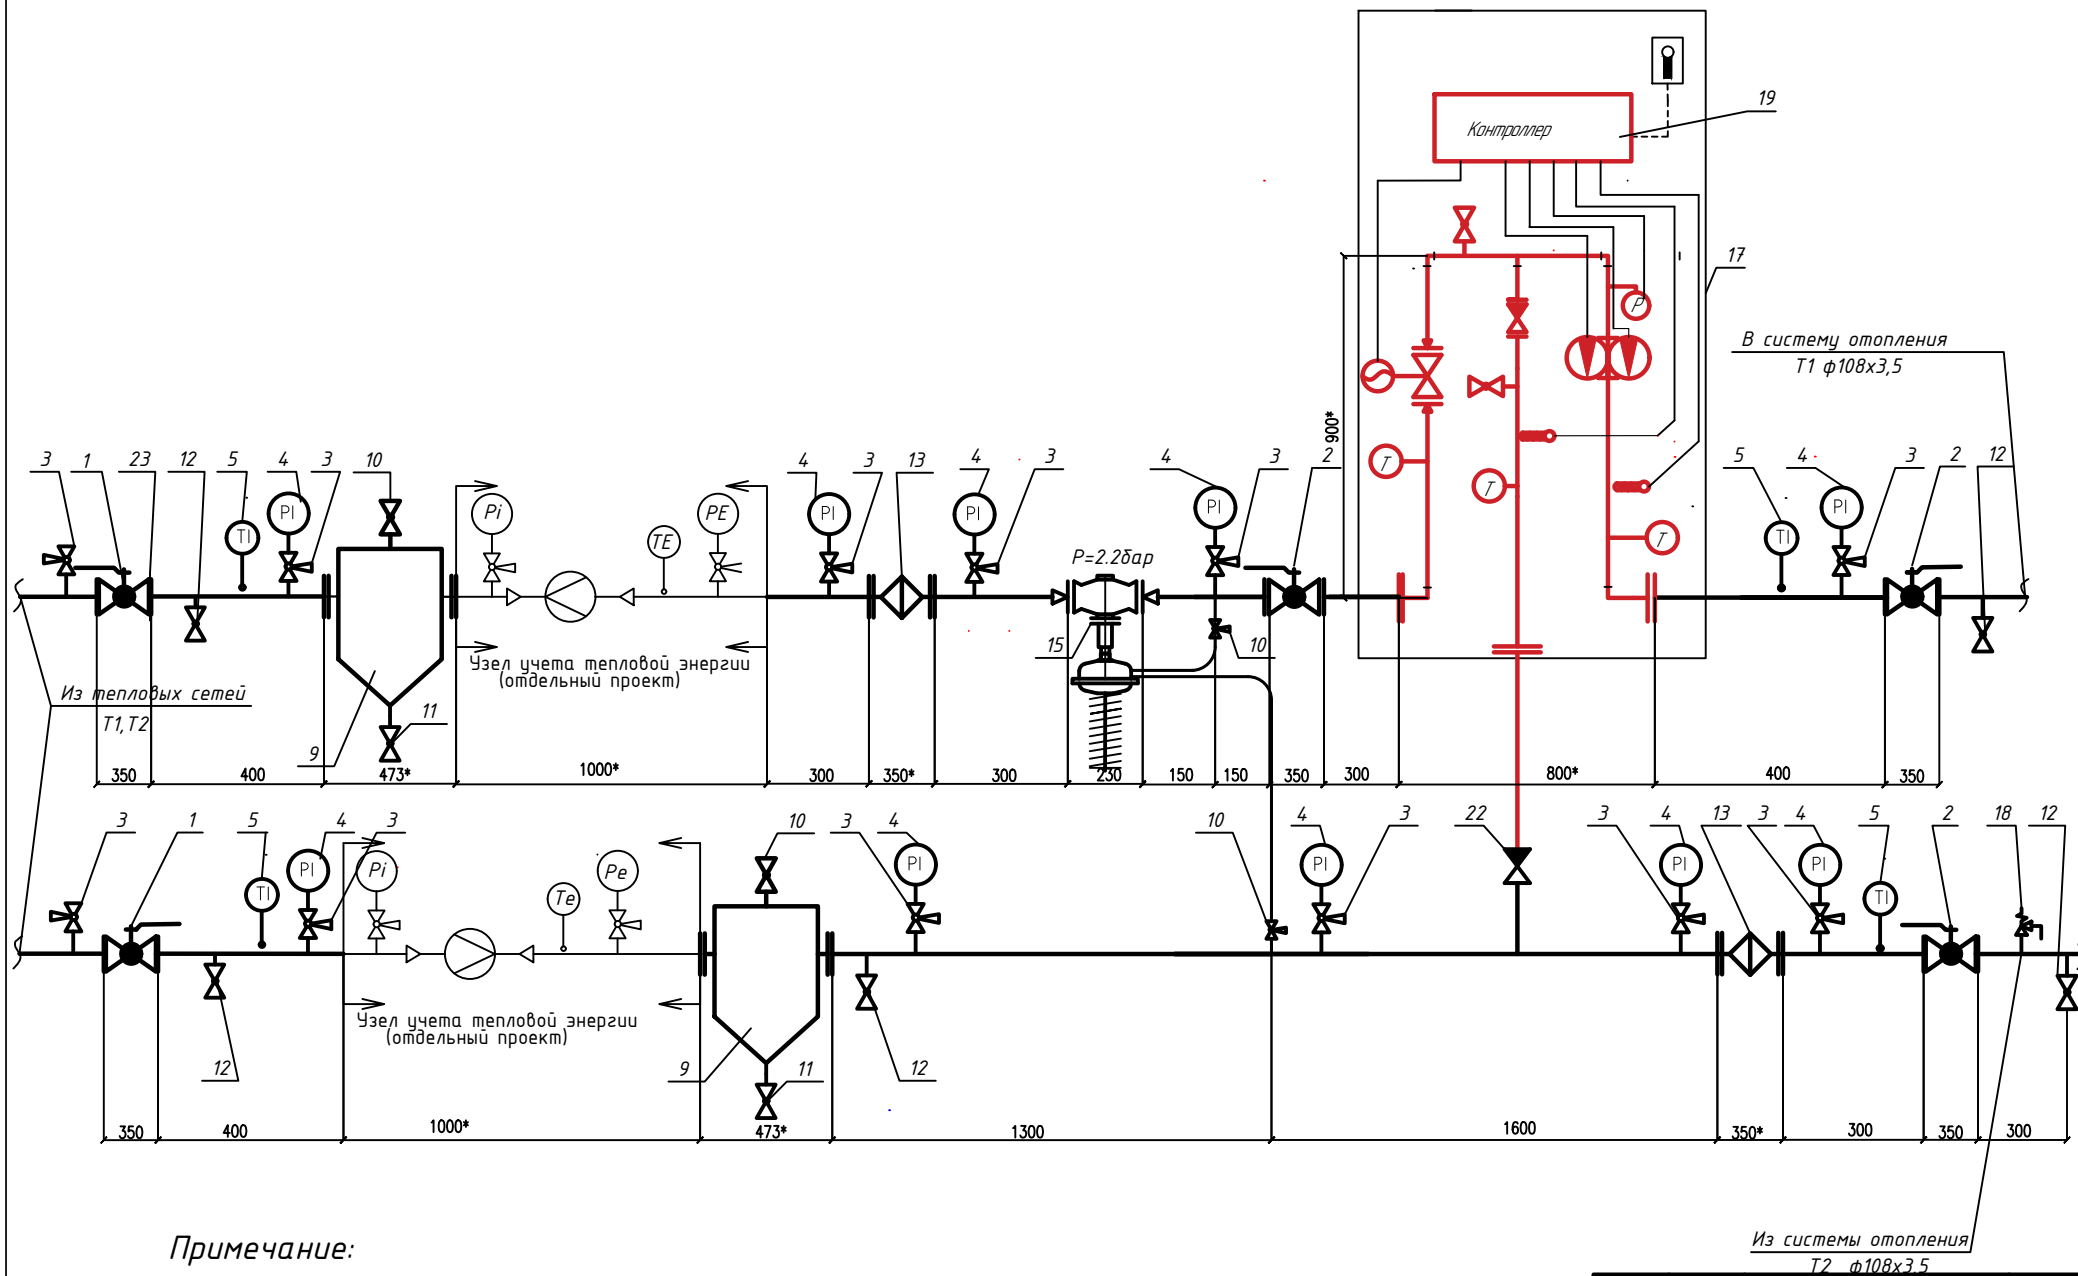 19
Контроллер
17
P
В систему отопления
Т1 ф108х3,5
900*
3 1 23 12 5 4 3 10 4 3 13 4 3 4 3 2 5 4 3 2 12
PI Pi PE PI PI PI T T PI
TI TE TI T
P=2.2бар
15 10
Узел учета тепловой энергии
(отдельный проект)
Из тепловых сетей
Т1,Т2
11
9
350 400 473* 1000* 300 350* 300 230 150 150 350 300 800* 400 350
3 1 5 4 3 10 3 4 10 4 3 22 3 4 13 3 4 5 2 18 12
PI Pi Pe PI PI PI PI
TI Te TI
Узел учета тепловой энергии
(отдельный проект)
12 9 11 12
350 400 1000* 473* 1300 1600 350* 300 350 300
Примечание:
Из системы отопления
Т2 ф108х3,5